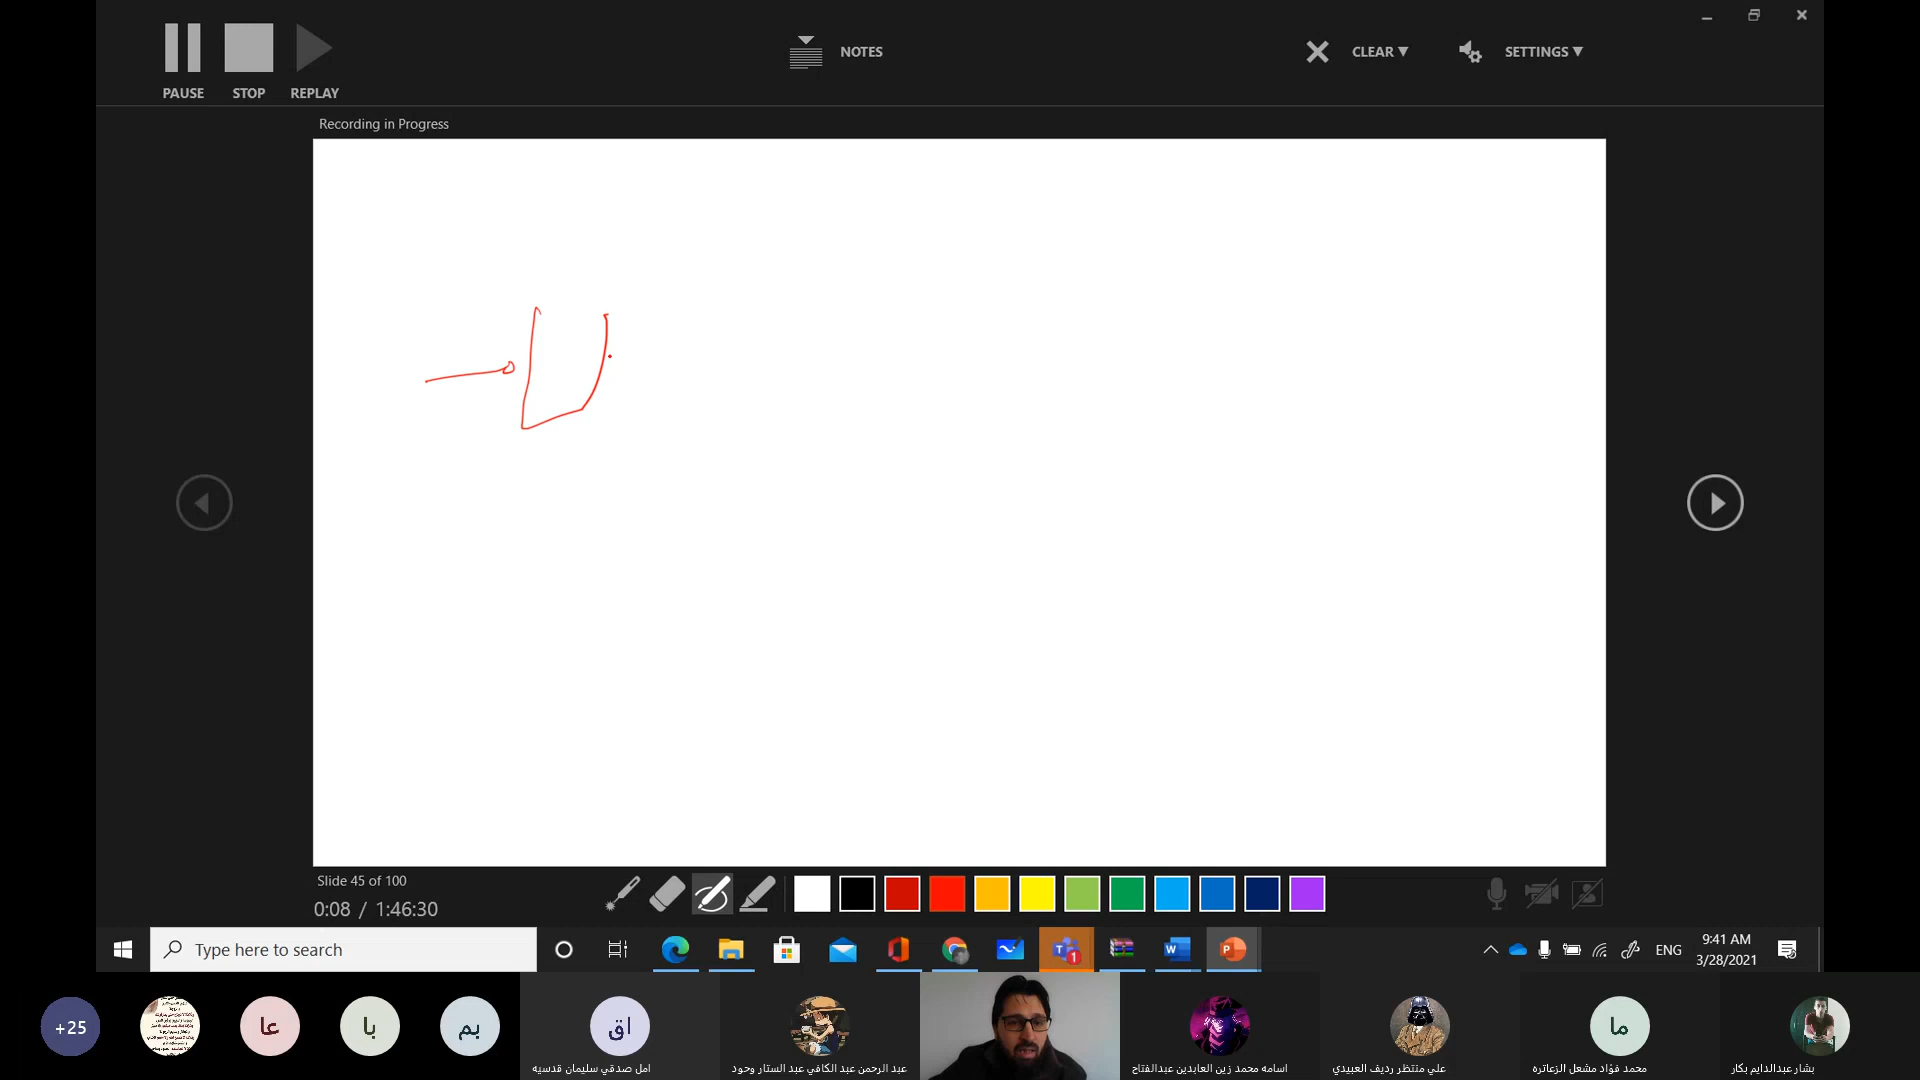 PAUSE
STOP
REPLAY
NOTES
CLEAR
SETTINGS
Recording in Progress
Slide 45 of 100
0:08 / 1:46:30
Type here to search
1
ENG
9:41 AM
3/28/2021
+25
عا
با
بم
اق
ما
امل صدقي سليمان قدسيه
عبد الرحمن عبد الكافي عبد الستار وحود
اسامه محمد زين العابدين عبدالفتاح
علي منتظر رديف العبيدي
محمد فؤاد مشعل الزعاتره
بشار عبدالدايم بكار